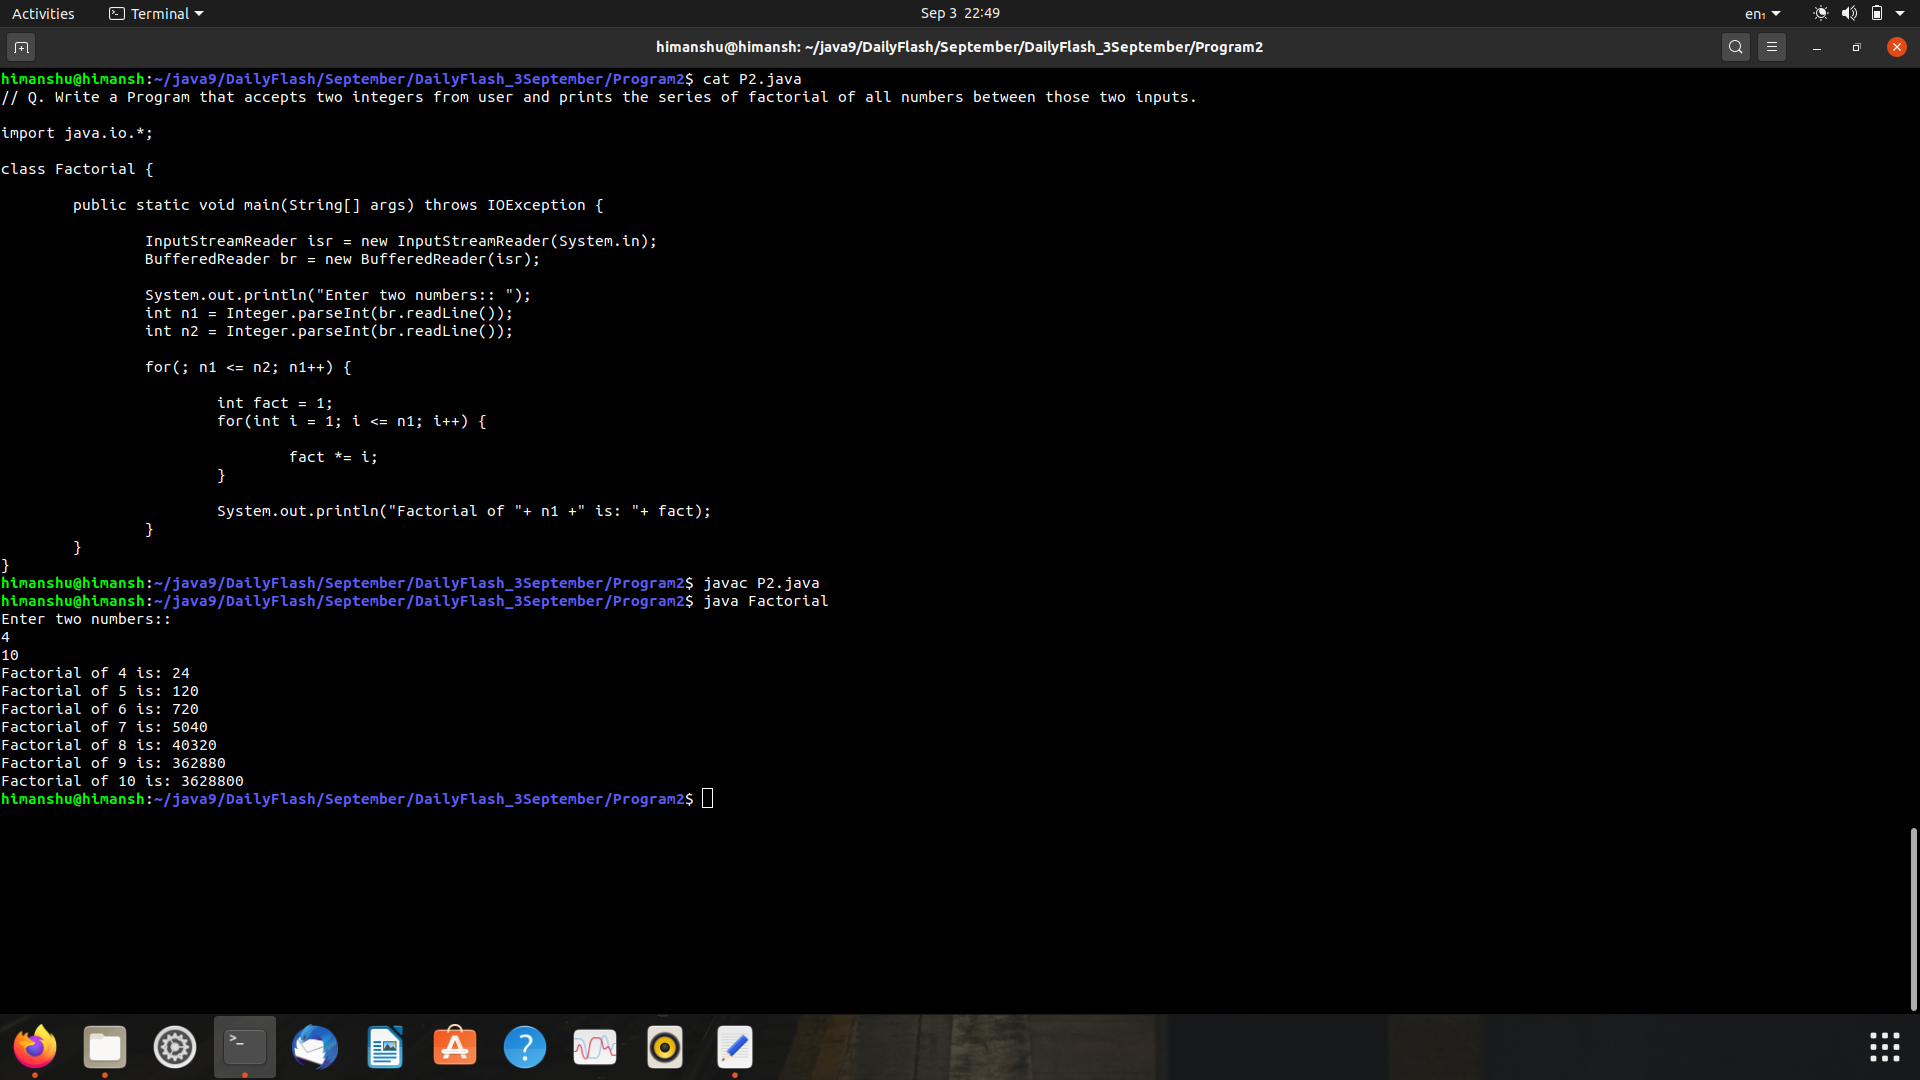 Activities Terminal Sep 3 22:49 en₁
himanshu@himansh: ~/java9/DailyFlash/September/DailyFlash_3September/Program2
himanshu@himansh:~/java9/DailyFlash/September/DailyFlash_3September/Program2$ cat P2.java
// Q. Write a Program that accepts two integers from user and prints the series of factorial of all numbers between those two inputs.

import java.io.*;

class Factorial {

        public static void main(String[] args) throws IOException {

                InputStreamReader isr = new InputStreamReader(System.in);
                BufferedReader br = new BufferedReader(isr);

                System.out.println("Enter two numbers:: ");
                int n1 = Integer.parseInt(br.readLine());
                int n2 = Integer.parseInt(br.readLine());

                for(; n1 <= n2; n1++) {

                        int fact = 1;
                        for(int i = 1; i <= n1; i++) {

                                fact *= i;
                        }

                        System.out.println("Factorial of "+ n1 +" is: "+ fact);
                }
        }
}
himanshu@himansh:~/java9/DailyFlash/September/DailyFlash_3September/Program2$ javac P2.java
himanshu@himansh:~/java9/DailyFlash/September/DailyFlash_3September/Program2$ java Factorial
Enter two numbers::
4
10
Factorial of 4 is: 24
Factorial of 5 is: 120
Factorial of 6 is: 720
Factorial of 7 is: 5040
Factorial of 8 is: 40320
Factorial of 9 is: 362880
Factorial of 10 is: 3628800
himanshu@himansh:~/java9/DailyFlash/September/DailyFlash_3September/Program2$